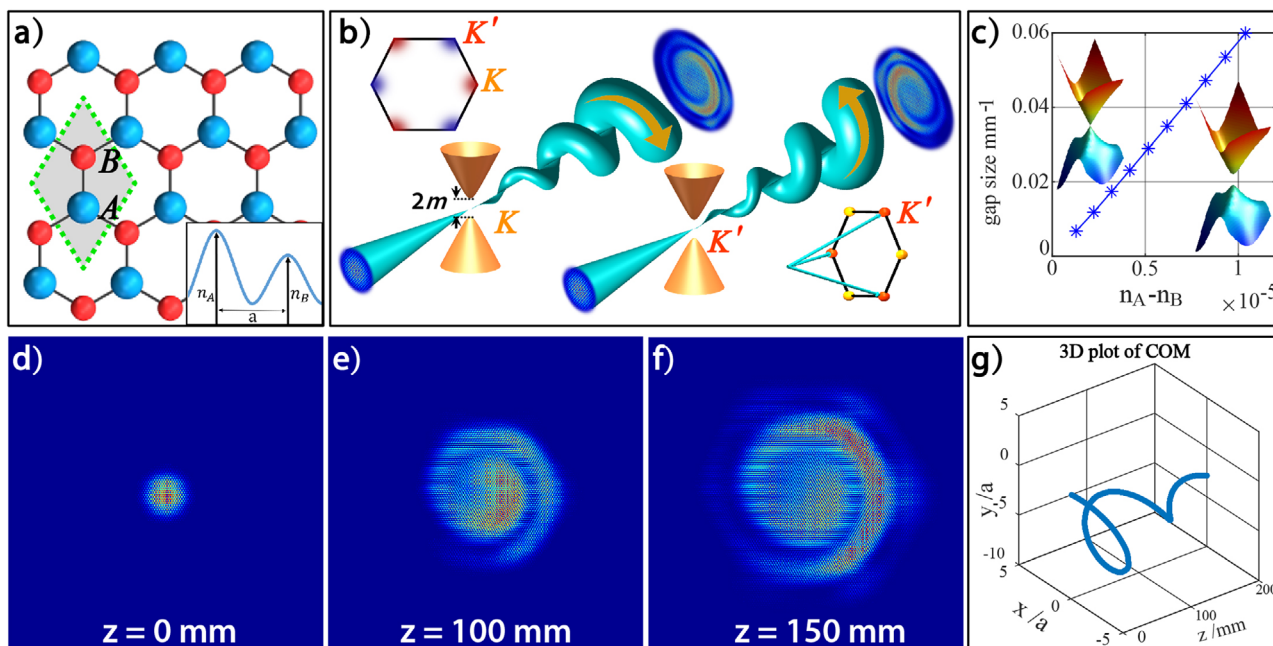 a)
B
A
n_A
n_B
a
b)
K'
K
2m
K
K'
K'
c)
gap size mm⁻¹
0.06
0.04
0.02
0
0
0.5
1
n_A-n_B
× 10⁻⁵
d)
z = 0 mm
e)
z = 100 mm
f)
z = 150 mm
g)
3D plot of COM
5
0
-5
-10
y/a
5
0
-5
x/a
0
100
200
z/mm